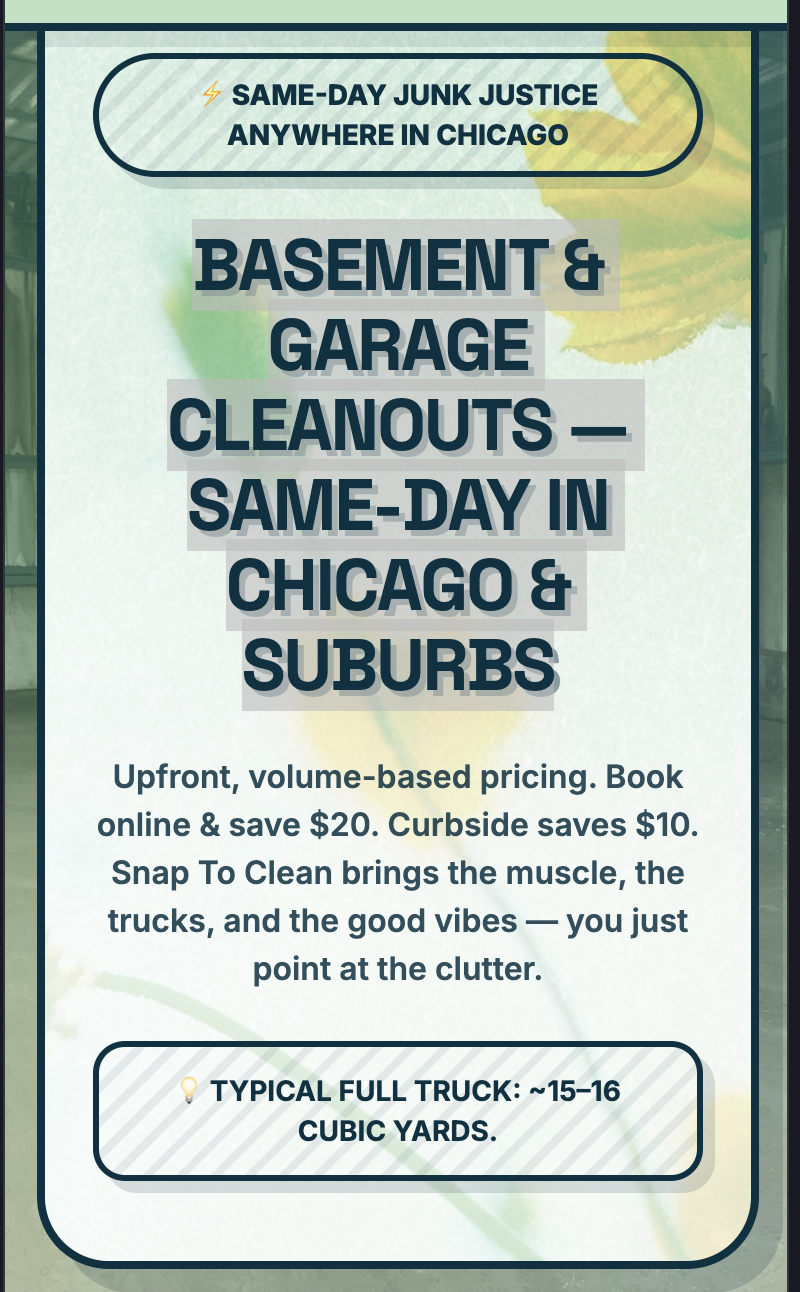 ⚡ SAME-DAY JUNK JUSTICE
ANYWHERE IN CHICAGO
BASEMENT &
GARAGE
CLEANOUTS —
SAME-DAY IN
CHICAGO &
SUBURBS
Upfront, volume-based pricing. Book
online & save $20. Curbside saves $10.
Snap To Clean brings the muscle, the
trucks, and the good vibes — you just
point at the clutter.
💡 TYPICAL FULL TRUCK: ~15–16
CUBIC YARDS.